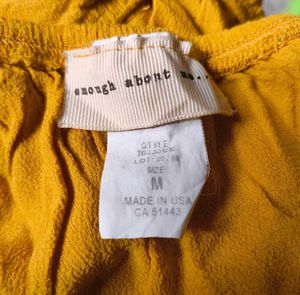 enough about me...
STYLE
SIZE:
M
MADE IN USA
CA 51443